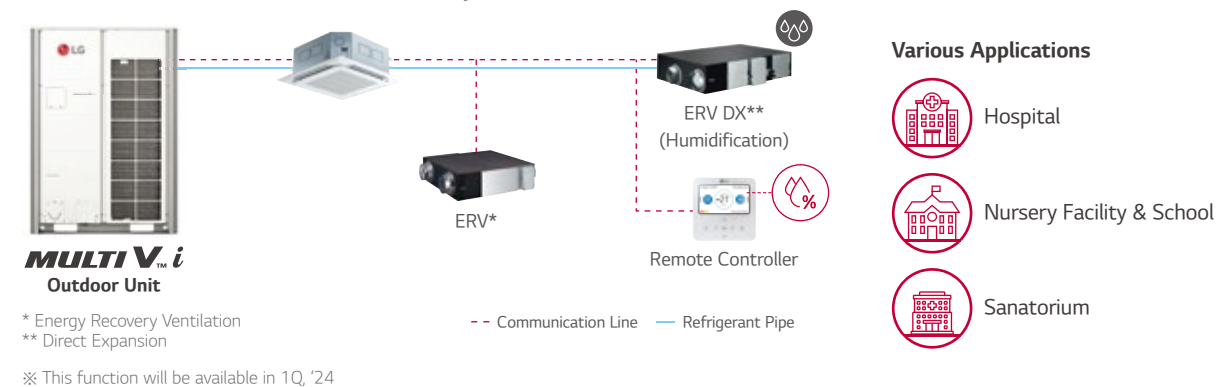 LG
MULTI V™ i
Outdoor Unit
* Energy Recovery Ventilation
** Direct Expansion
※ This function will be available in 1Q, ‘24
ERV*
ERV DX**
(Humidification)
%
Remote Controller
-- Communication Line — Refrigerant Pipe
Various Applications
Hospital
Nursery Facility & School
Sanatorium